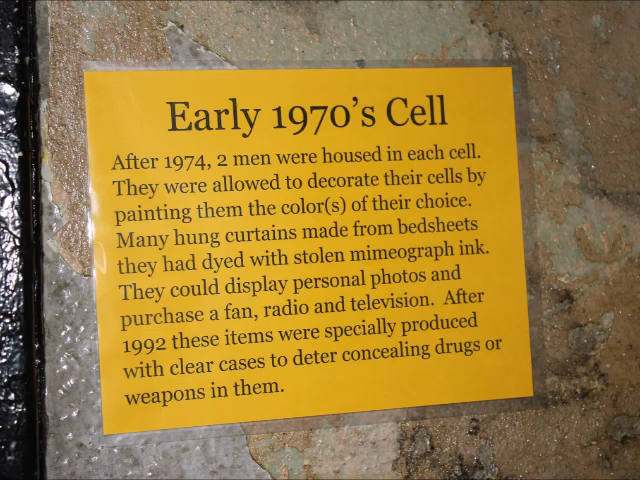 Early 1970's Cell
After 1974, 2 men were housed in each cell.
They were allowed to decorate their cells by
painting them the color(s) of their choice.
Many hung curtains made from bedsheets
they had dyed with stolen mimeograph ink.
They could display personal photos and
purchase a fan, radio and television.  After
1992 these items were specially produced
with clear cases to deter concealing drugs or
weapons in them.